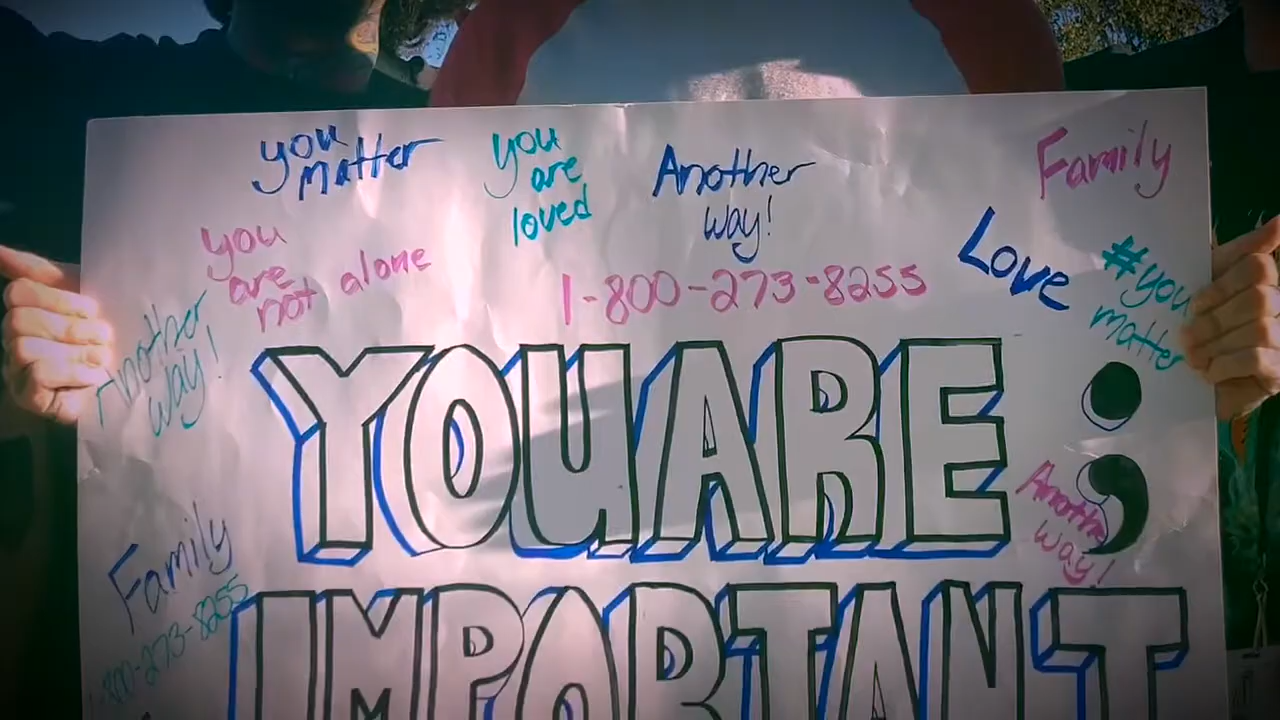 you
matter
you
are
loved
Another
way!
Family
you
are
not alone
1-800-273-8255
Love
#you
matter
Another
way!
YOU ARE ;
Another
way!
Family
1-800-273-8255
IMPORTANT